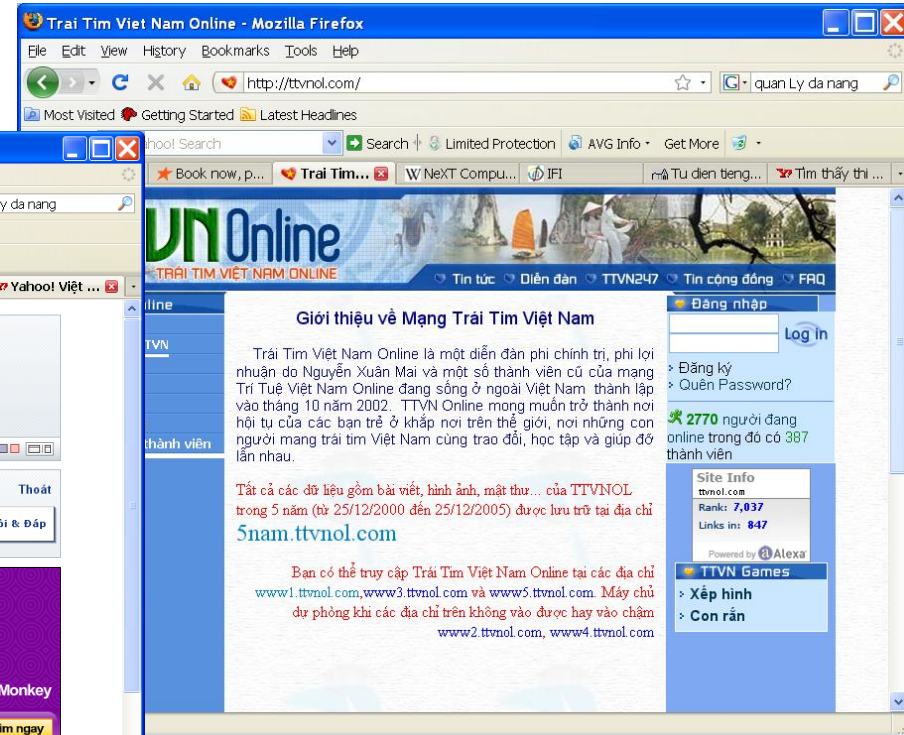 Trai Tim Viet Nam Online - Mozilla Firefox
File Edit View History Bookmarks Tools Help
http://ttvnol.com/
quan Ly da nang
Most Visited Getting Started Latest Headlines
hoo! Search
Search Limited Protection AVG Info Get More
Book now, p... Trai Tim... W NeXT Compu... IFI Tu dien tieng... Tìm thấy thi ...
VN Online
TRÁI TIM VIỆT NAM ONLINE
Tin tức Diễn đàn TTVN247 Tin cộng đồng FAQ
line
TVN
thành viên
Giới thiệu về Mạng Trái Tim Việt Nam
Trái Tim Việt Nam Online là một diễn đàn phi chính trị, phi lợi
nhuận do Nguyễn Xuân Mai và một số thành viên cũ của mạng
Trí Tuệ Việt Nam Online đang sống ở ngoài Việt Nam thành lập
vào tháng 10 năm 2002. TTVN Online mong muốn trở thành nơi
hội tụ của các bạn trẻ ở khắp nơi trên thế giới, nơi những con
người mang trái tim Việt Nam cùng trao đổi, học tập và giúp đỡ
lẫn nhau.
Tất cả các dữ liệu gồm bài viết, hình ảnh, mật thư... của TTVNOL
trong 5 năm (từ 25/12/2000 đến 25/12/2005) được lưu trữ tại địa chỉ
5nam.ttvnol.com
Bạn có thể truy cập Trái Tim Việt Nam Online tại các địa chỉ
www1.ttvnol.com,www3.ttvnol.com và www5.ttvnol.com. Máy chủ
dự phòng khi các địa chỉ trên không vào được hay vào chậm
www2.ttvnol.com, www4.ttvnol.com
Đăng nhập
Log in
Đăng ký
Quên Password?
2770 người đang
online trong đó có 387
thành viên
Site Info
ttvnol.com
Rank: 7,037
Links in: 847
Powered by Alexa
TTVN Games
Xếp hình
Con rắn
y da nang
Yahoo! Việt ...
Thoát
ỏi & Đáp
Monkey
ìm ngay